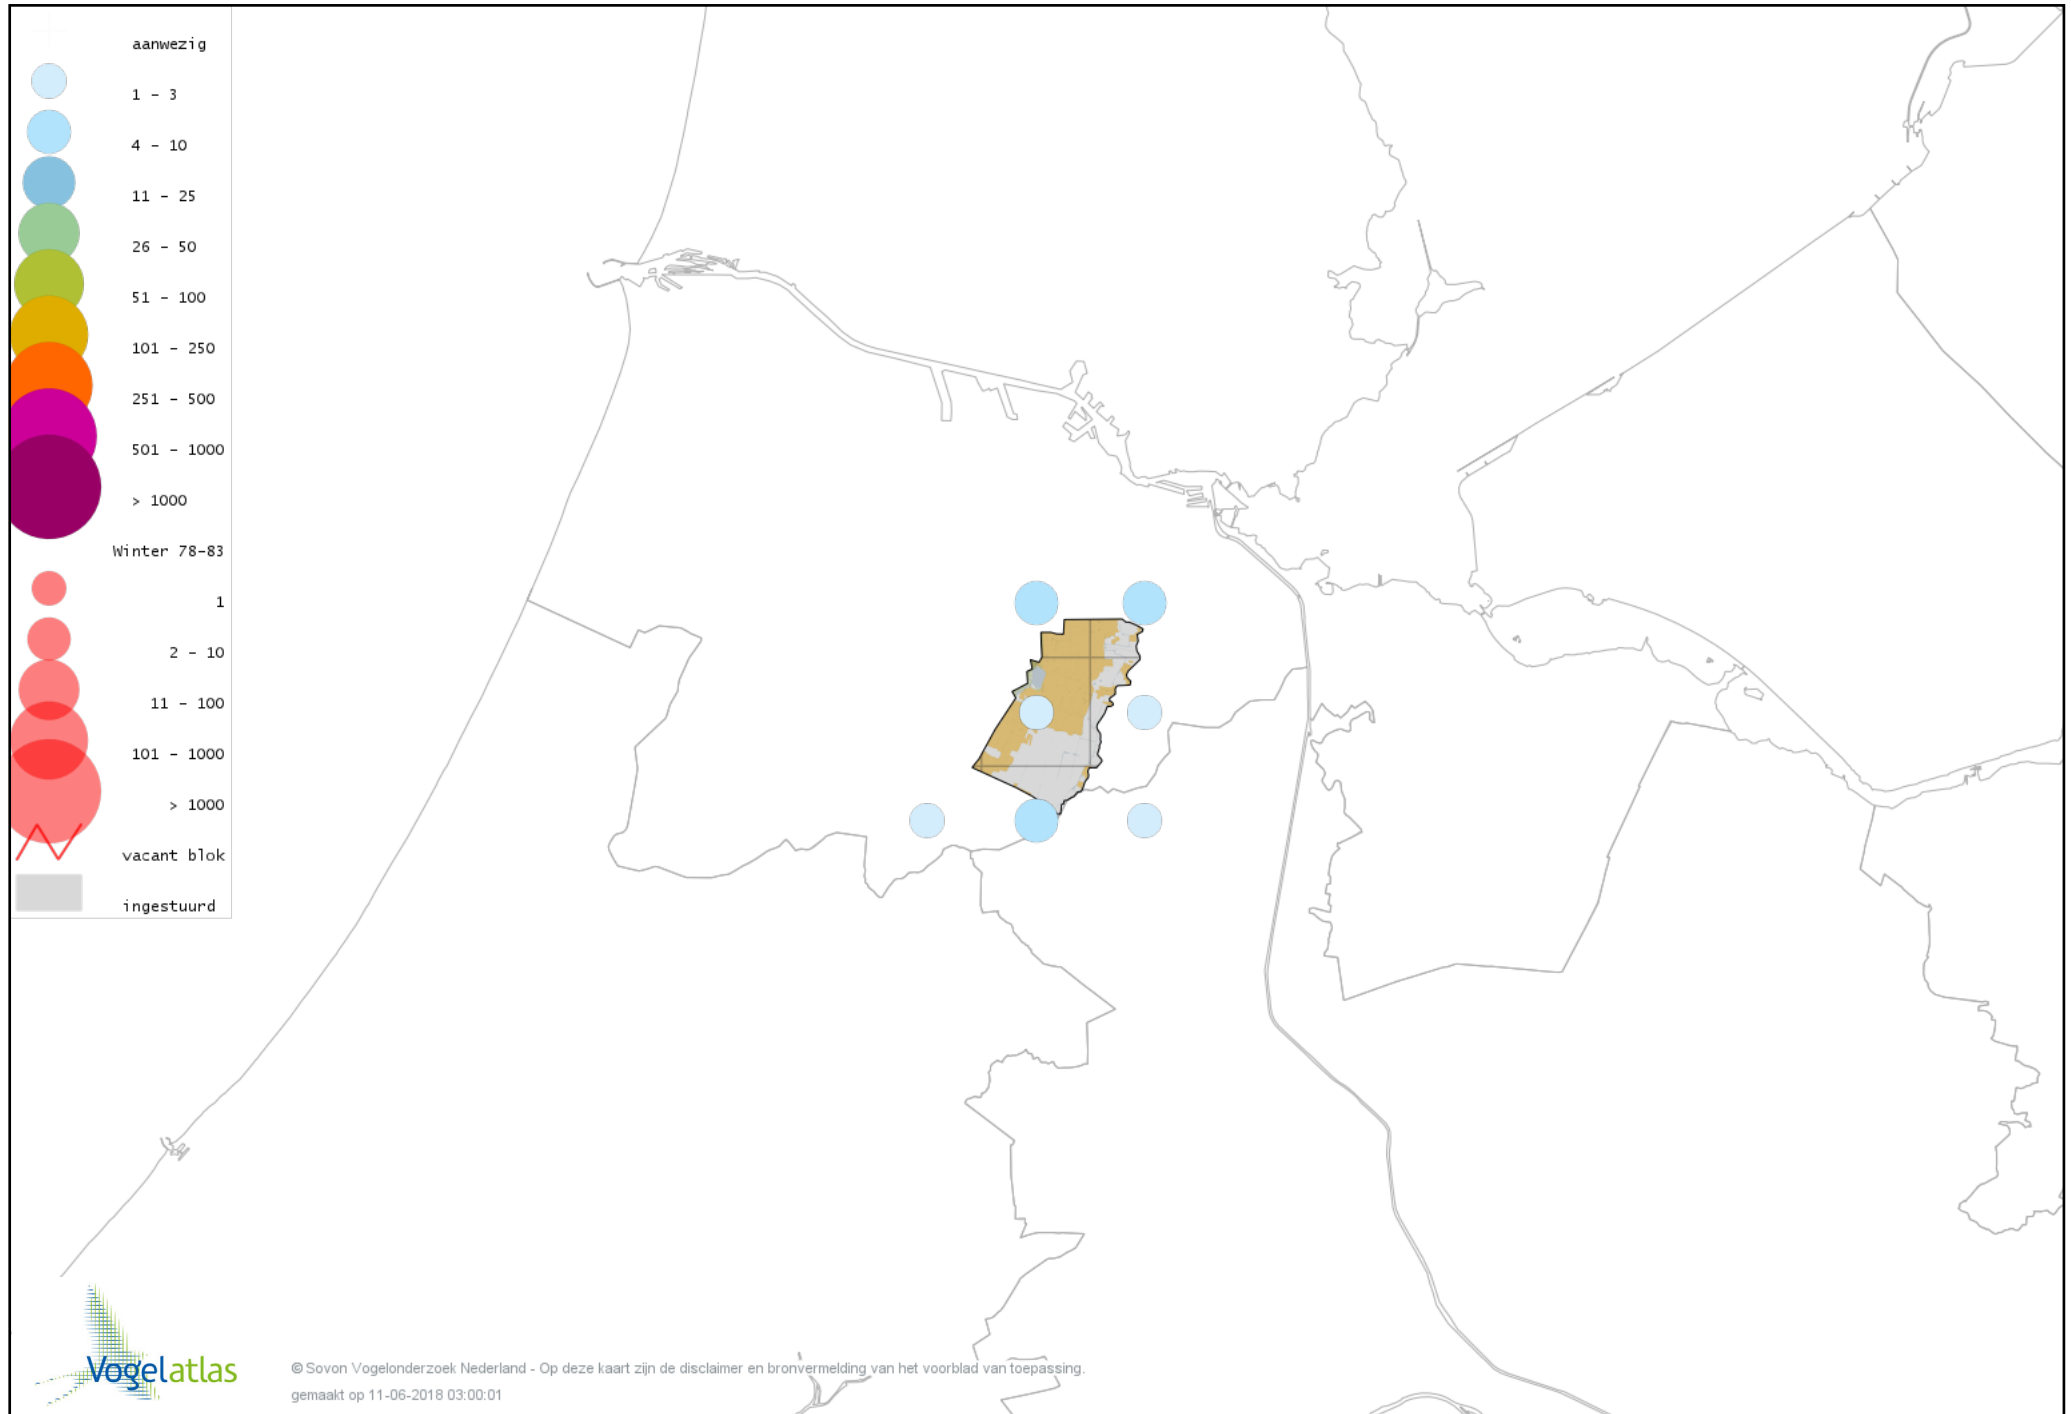 aanwezig
1 - 3
4 - 10
11 - 25
26 - 50
51 - 100
101 - 250
251 - 500
501 - 1000
> 1000
Winter 78-83
1
2 - 10
11 - 100
101 - 1000
> 1000
vacant blok
ingestuurd
Vogelatlas
© Sovon Vogelonderzoek Nederland - Op deze kaart zijn de disclaimer en bronvermelding van het voorblad van toepassing.
gemaakt op 11-06-2018 03:00:01